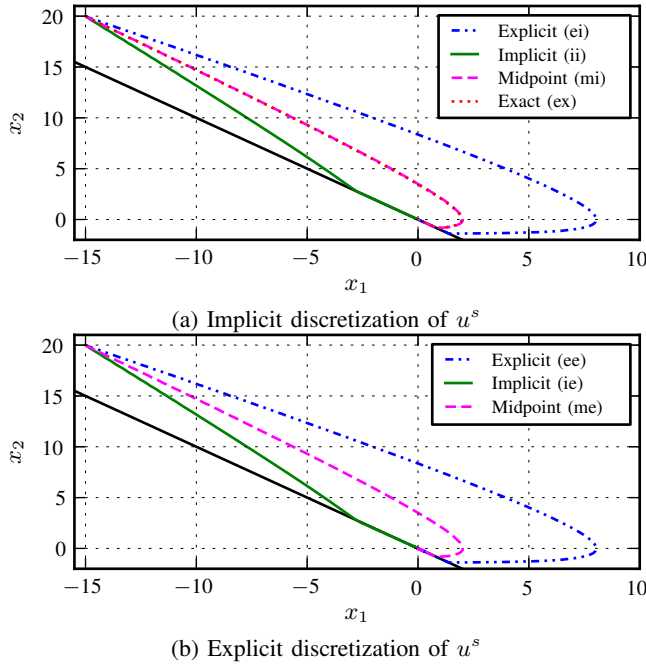 20
15
10
5
0
x₂
Explicit (ei)
Implicit (ii)
Midpoint (mi)
Exact (ex)
−15
−10
−5
0
5
10
x₁
(a) Implicit discretization of uˢ
20
15
10
5
0
x₂
Explicit (ee)
Implicit (ie)
Midpoint (me)
−15
−10
−5
0
5
10
x₁
(b) Explicit discretization of uˢ